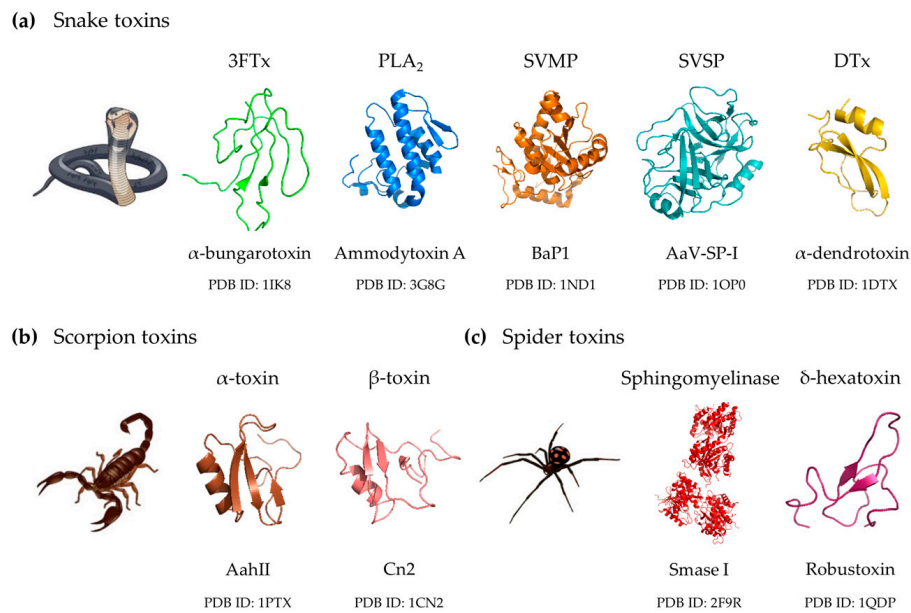 (a) Snake toxins
3FTx PLA₂ SVMP SVSP DTx
α-bungarotoxin Ammodytoxin A BaP1 AaV-SP-I α-dendrotoxin
PDB ID: 1IK8 PDB ID: 3G8G PDB ID: 1ND1 PDB ID: 1OP0 PDB ID: 1DTX
(b) Scorpion toxins (c) Spider toxins
α-toxin β-toxin Sphingomyelinase δ-hexatoxin
AahII Cn2 Smase I Robustoxin
PDB ID: 1PTX PDB ID: 1CN2 PDB ID: 2F9R PDB ID: 1QDP